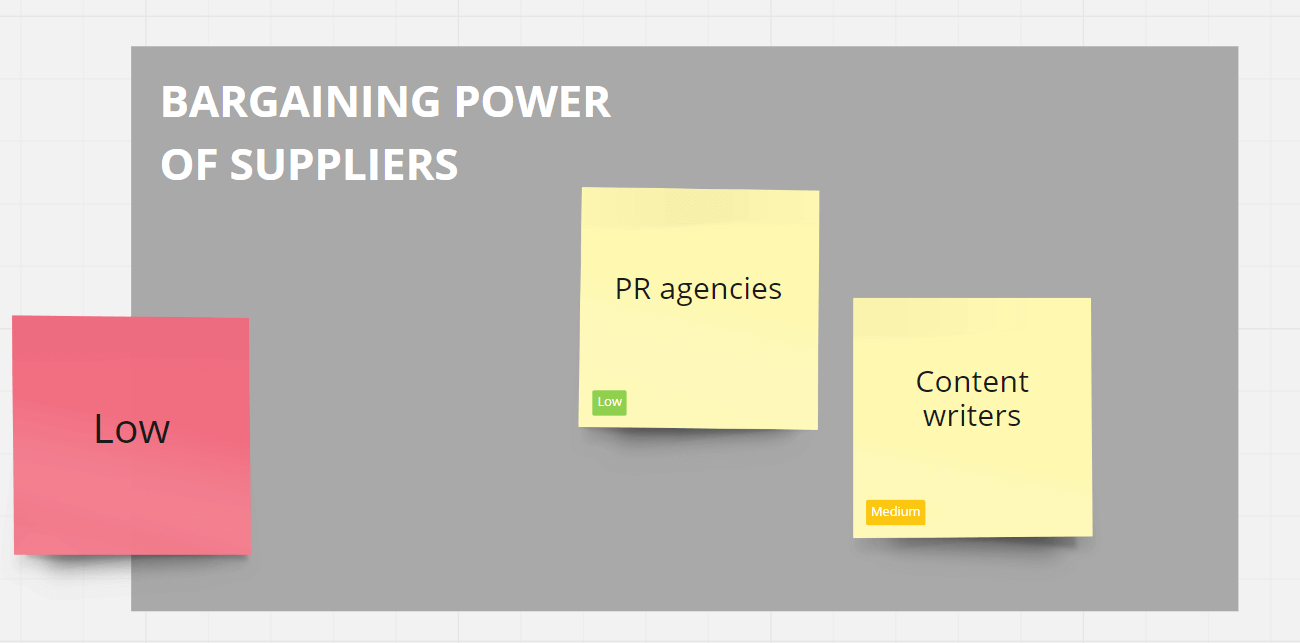 BARGAINING POWER
OF SUPPLIERS
PR agencies
Low
Content
writers
Medium
Low